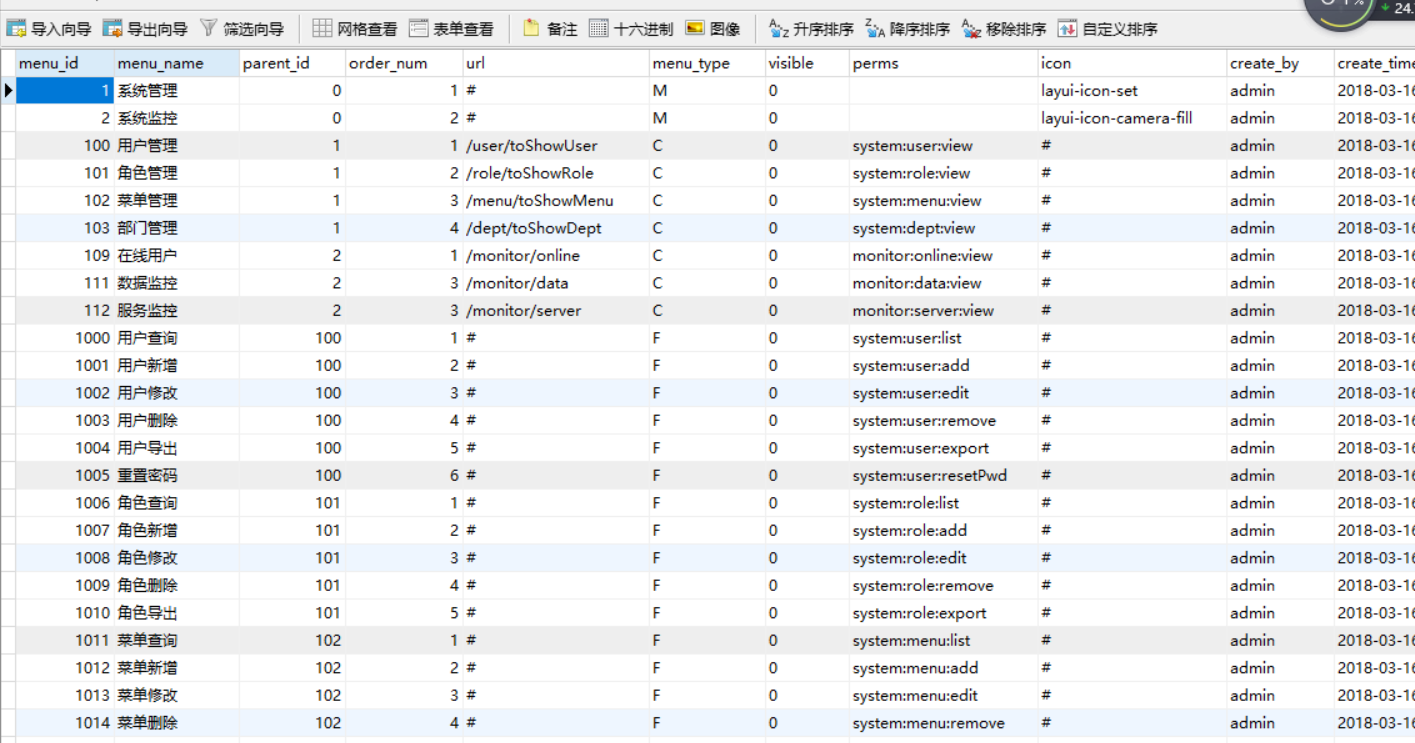 导入向导 导出向导 筛选向导 网格查看 表单查看 备注 十六进制 图像 升序排序 降序排序 移除排序 自定义排序
menu_id menu_name parent_id order_num url menu_type visible perms icon create_by create_time
1 系统管理 0 1 # M 0 layui-icon-set admin 2018-03-16
2 系统监控 0 2 # M 0 layui-icon-camera-fill admin 2018-03-16
100 用户管理 1 1 /user/toShowUser C 0 system:user:view # admin 2018-03-16
101 角色管理 1 2 /role/toShowRole C 0 system:role:view # admin 2018-03-16
102 菜单管理 1 3 /menu/toShowMenu C 0 system:menu:view # admin 2018-03-16
103 部门管理 1 4 /dept/toShowDept C 0 system:dept:view # admin 2018-03-16
109 在线用户 2 1 /monitor/online C 0 monitor:online:view # admin 2018-03-16
111 数据监控 2 3 /monitor/data C 0 monitor:data:view # admin 2018-03-16
112 服务监控 2 3 /monitor/server C 0 monitor:server:view # admin 2018-03-16
1000 用户查询 100 1 # F 0 system:user:list # admin 2018-03-16
1001 用户新增 100 2 # F 0 system:user:add # admin 2018-03-16
1002 用户修改 100 3 # F 0 system:user:edit # admin 2018-03-16
1003 用户删除 100 4 # F 0 system:user:remove # admin 2018-03-16
1004 用户导出 100 5 # F 0 system:user:export # admin 2018-03-16
1005 重置密码 100 6 # F 0 system:user:resetPwd # admin 2018-03-16
1006 角色查询 101 1 # F 0 system:role:list # admin 2018-03-16
1007 角色新增 101 2 # F 0 system:role:add # admin 2018-03-16
1008 角色修改 101 3 # F 0 system:role:edit # admin 2018-03-16
1009 角色删除 101 4 # F 0 system:role:remove # admin 2018-03-16
1010 角色导出 101 5 # F 0 system:role:export # admin 2018-03-16
1011 菜单查询 102 1 # F 0 system:menu:list # admin 2018-03-16
1012 菜单新增 102 2 # F 0 system:menu:add # admin 2018-03-16
1013 菜单修改 102 3 # F 0 system:menu:edit # admin 2018-03-16
1014 菜单删除 102 4 # F 0 system:menu:remove # admin 2018-03-16